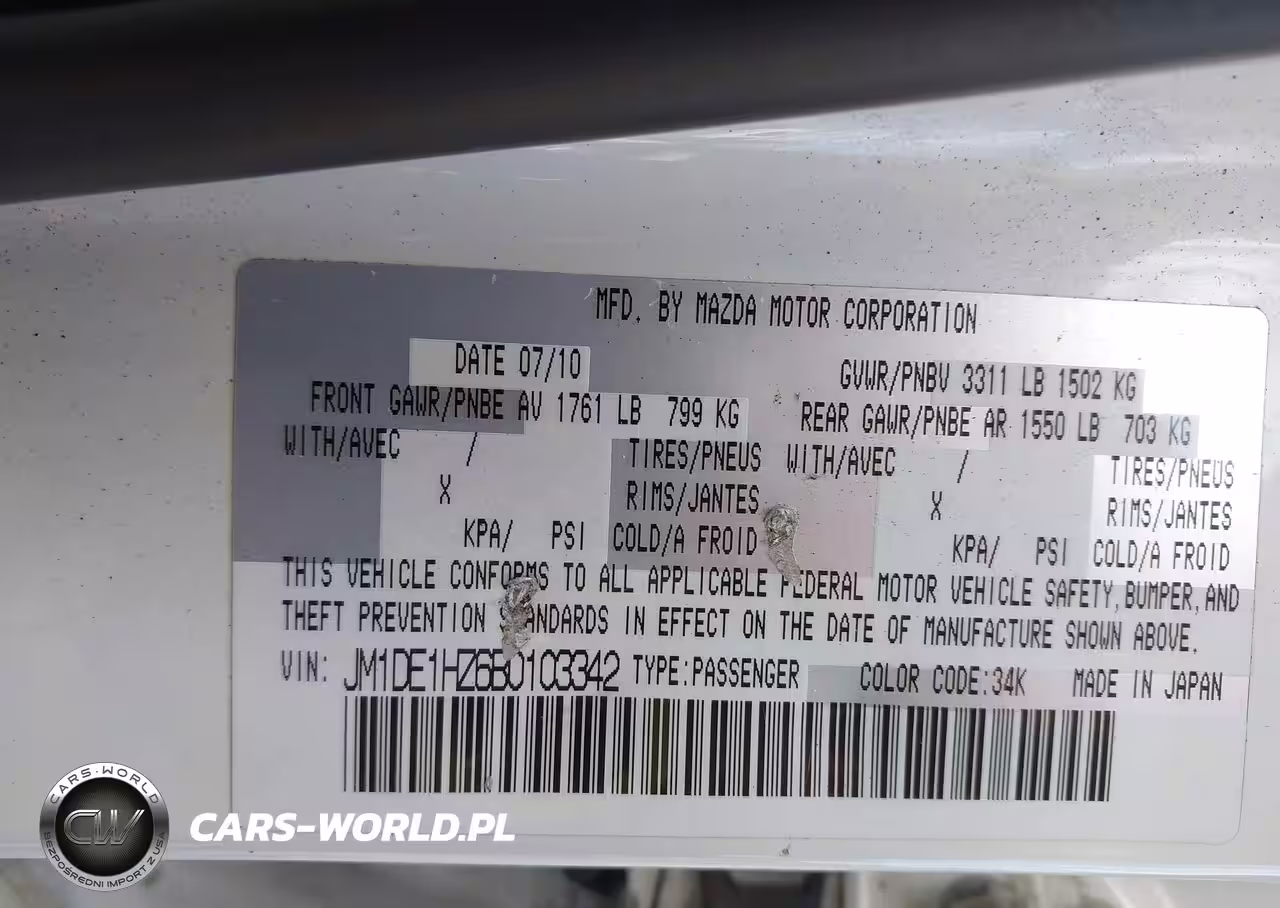 MFD. BY MAZDA MOTOR CORPORATION
DATE 07/10
GVWR/PNBV 3311 LB 1502 KG
FRONT GAWR/PNBE AV 1761 LB 799 KG
REAR GAWR/PNBE AR 1550 LB 703 KG
WITH/AVEC / TIRES/PNEUS WITH/AVEC / TIRES/PNEUS
X RIMS/JANTES X RIMS/JANTES
KPA/ PSI COLD/A FROID KPA/ PSI COLD/A FROID
THIS VEHICLE CONFORMS TO ALL APPLICABLE FEDERAL MOTOR VEHICLE SAFETY, BUMPER, AND
THEFT PREVENTION STANDARDS IN EFFECT ON THE DATE OF MANUFACTURE SHOWN ABOVE.
VIN: JM1DE1HZ6B0103342 TYPE:PASSENGER COLOR CODE:34K MADE IN JAPAN
CARS-WORLD
CW
BEZPOŚREDNI IMPORT Z USA
CARS-WORLD.PL